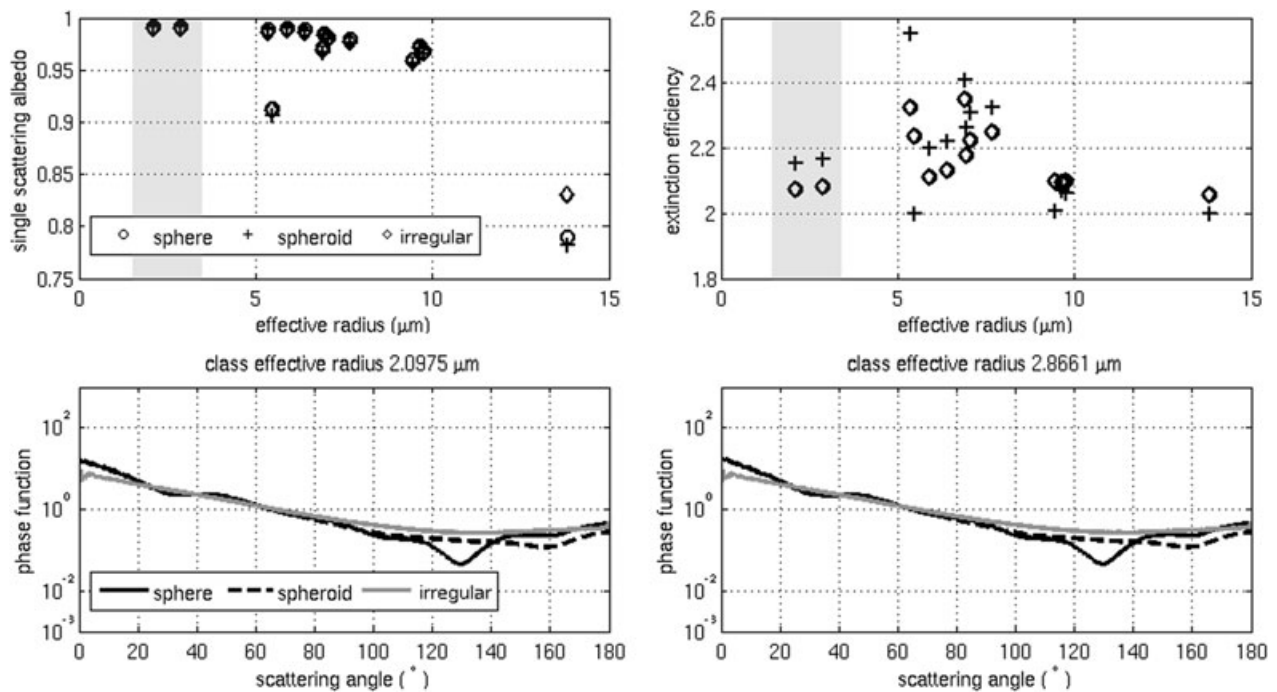 1
0.95
0.9
0.85
0.8
0.75
single scattering albedo
sphere spheroid irregular
0 5 10 15
effective radius (μm)
2.6
2.4
2.2
2
1.8
extinction efficiency
0 5 10 15
effective radius (μm)
class effective radius 2.0975 μm
10^2
10^0
10^-2
10^-3
phase function
sphere spheroid irregular
0 20 40 60 80 100 120 140 160 180
scattering angle (°)
class effective radius 2.8661 μm
10^2
10^0
10^-2
10^-3
phase function
0 20 40 60 80 100 120 140 160 180
scattering angle (°)